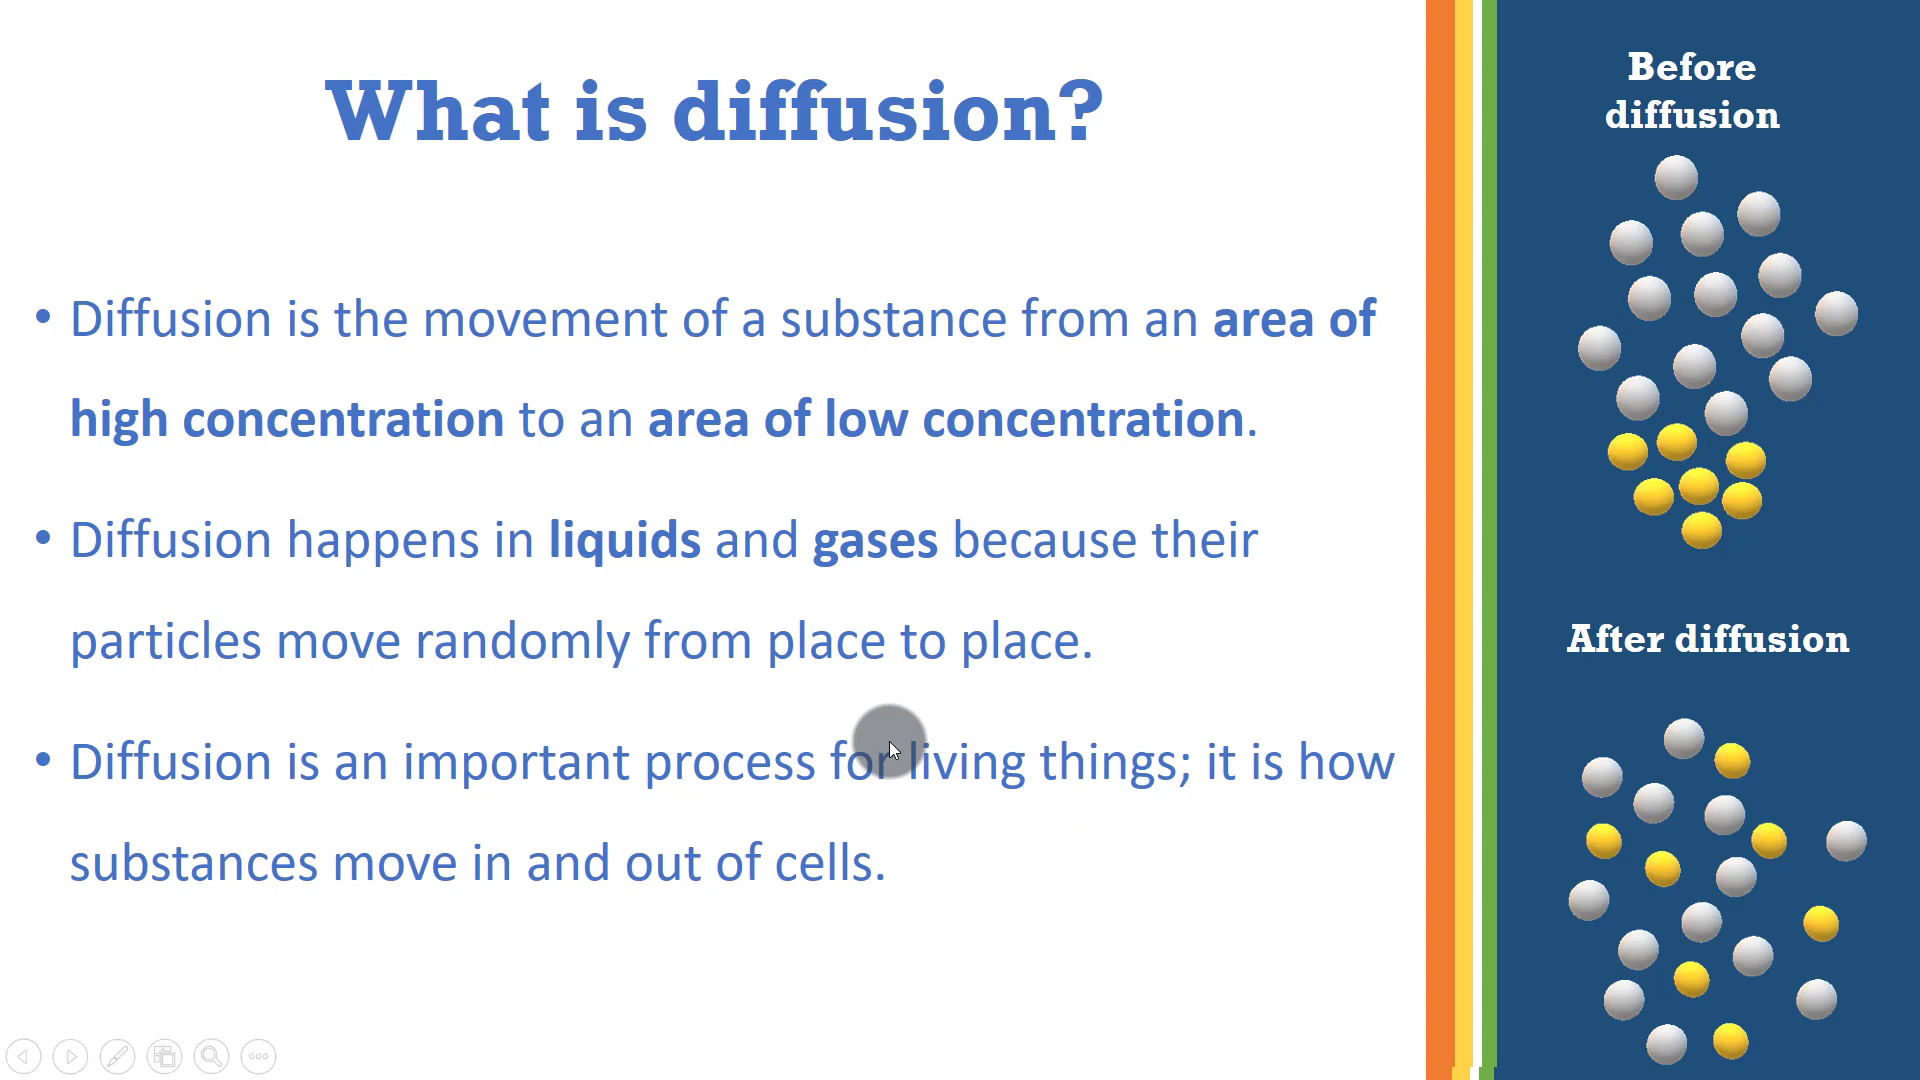 What is diffusion?
• Diffusion is the movement of a substance from an area of
high concentration to an area of low concentration.
• Diffusion happens in liquids and gases because their
particles move randomly from place to place.
• Diffusion is an important process for living things; it is how
substances move in and out of cells.
Before
diffusion
After diffusion